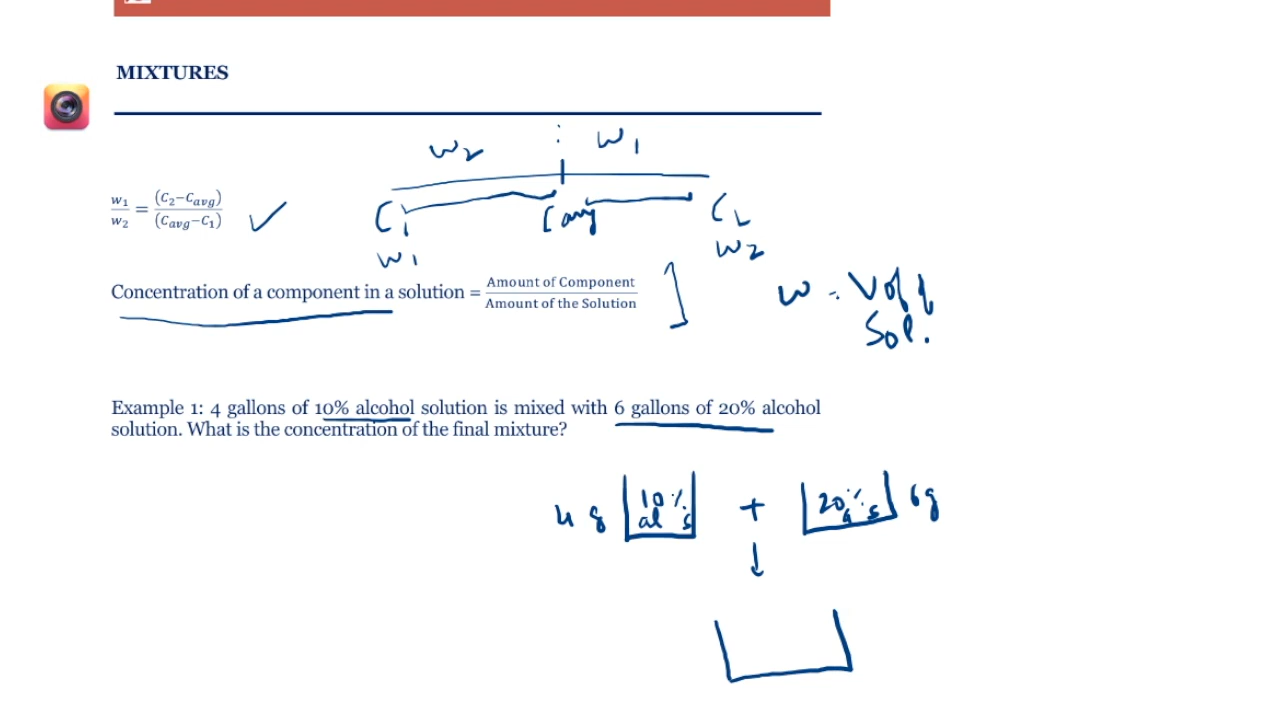 MIXTURES
w2 : w1
w1/w2 = (C2−Cavg)/(Cavg−C1)
C1 Cavg C2
w1 w2
Concentration of a component in a solution = Amount of Component/Amount of the Solution
w = Vol
Sol.
Example 1: 4 gallons of 10% alcohol solution is mixed with 6 gallons of 20% alcohol
solution. What is the concentration of the final mixture?
4 g 10% + 20% 6g
al s a s